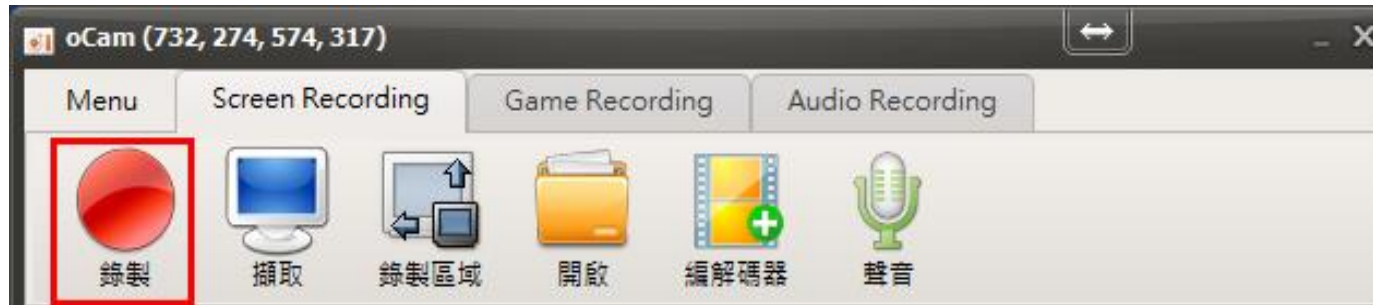 oCam (732, 274, 574, 317)
Menu Screen Recording Game Recording Audio Recording
錄製 擷取 錄製區域 開啟 編解碼器 聲音